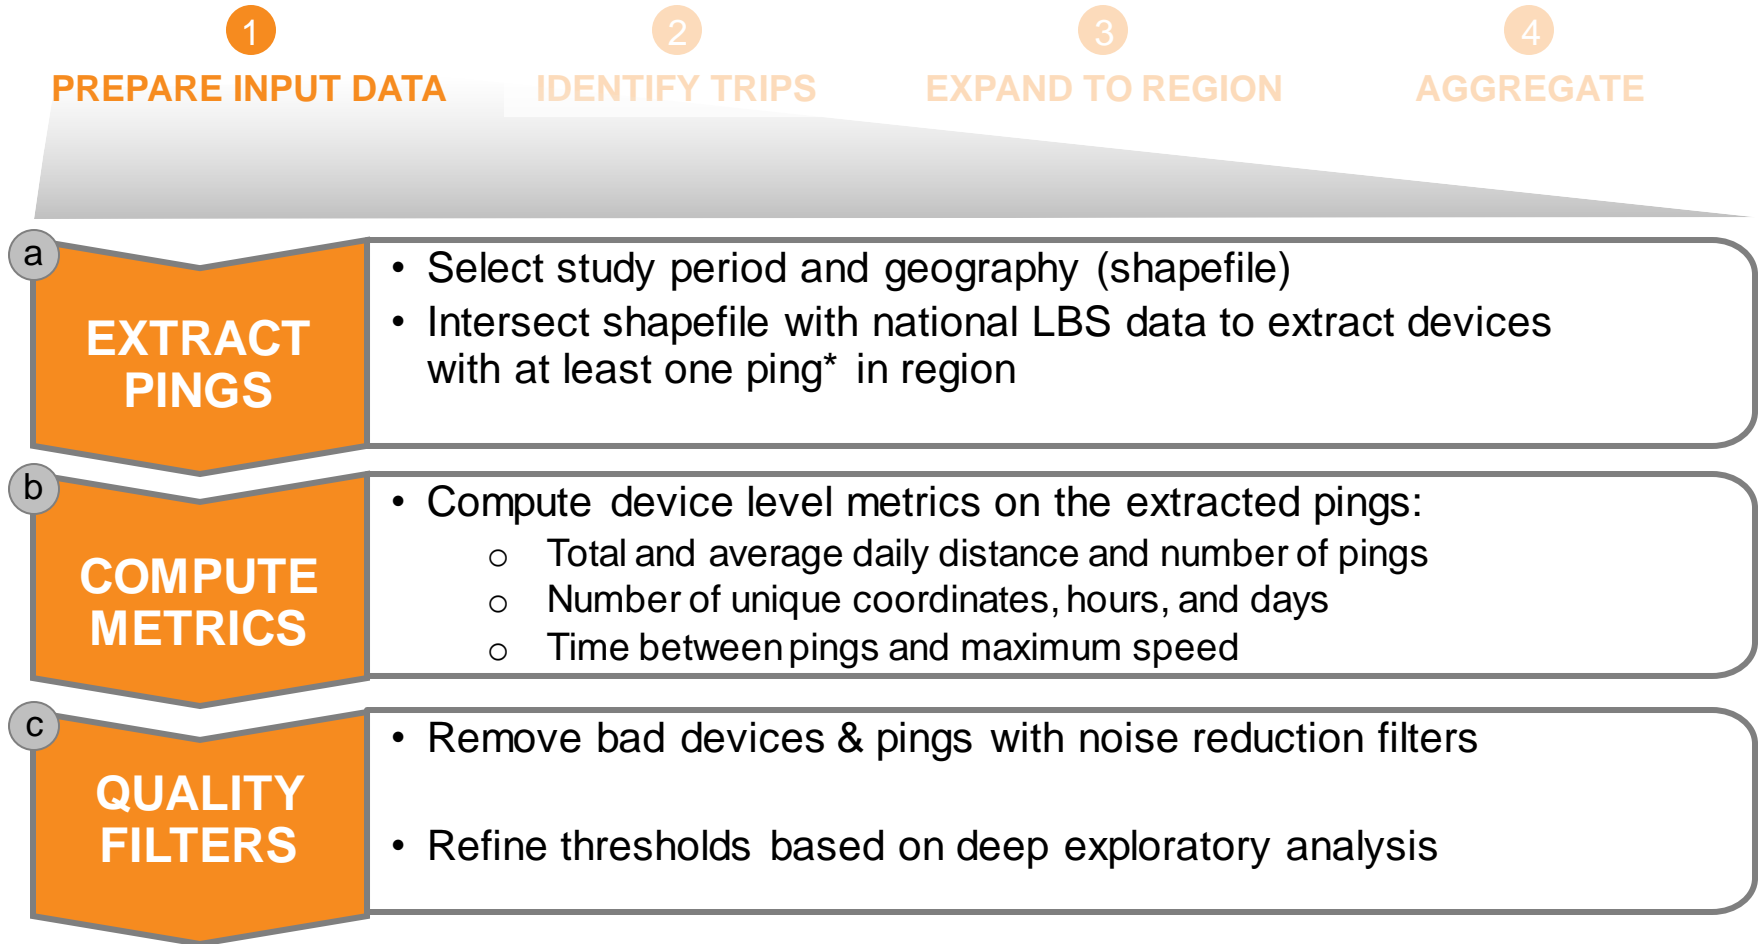 1
2
3
4
PREPARE INPUT DATA
IDENTIFY TRIPS
EXPAND TO REGION
AGGREGATE
a
EXTRACT
PINGS
• Select study period and geography (shapefile)
• Intersect shapefile with national LBS data to extract devices
with at least one ping* in region
b
COMPUTE
METRICS
• Compute device level metrics on the extracted pings:
o Total and average daily distance and number of pings
o Number of unique coordinates, hours, and days
o Time between pings and maximum speed
c
QUALITY
FILTERS
• Remove bad devices & pings with noise reduction filters
• Refine thresholds based on deep exploratory analysis